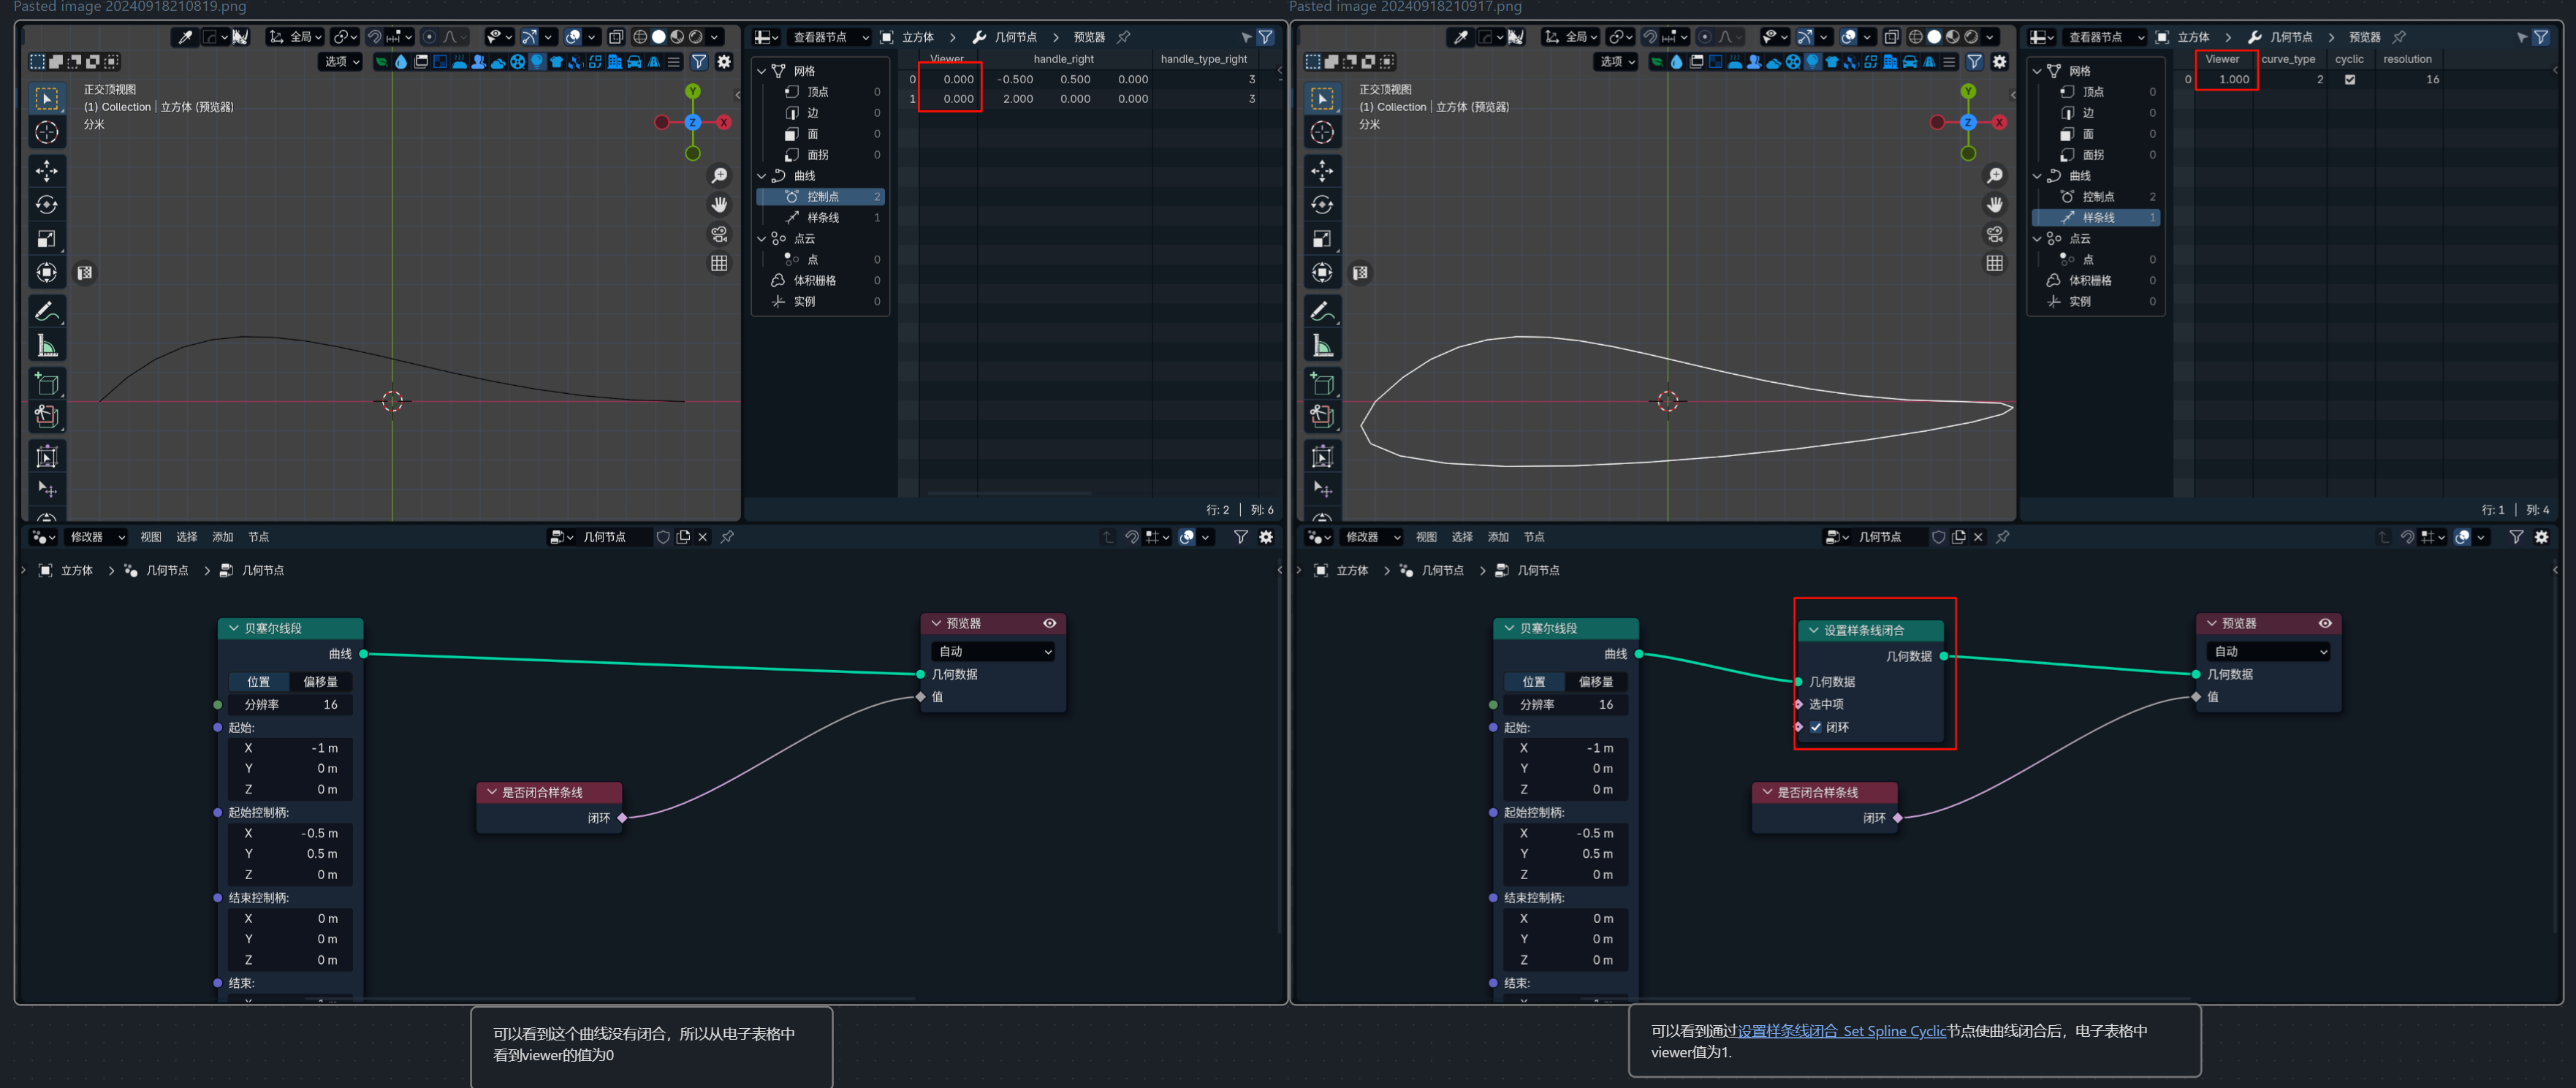 Pasted image 20240918210819.png
全局
选项
正交顶视图
(1) Collection | 立方体 (预览器)
分米
Y
Z
X
查看器节点
立方体
几何节点
预览器
网格
顶点 0
边 0
面 0
面拐 0
曲线
控制点 2
样条线 1
点云
点 0
体积栅格 0
实例 0
Viewer handle_right handle_type_right
0 0.000 -0.500 0.500 0.000 3
1 0.000 2.000 0.000 0.000 3
行: 2 | 列: 6
修改器 视图 选择 添加 节点
几何节点
立方体 > 几何节点 > 几何节点
贝塞尔线段
曲线
位置 偏移量
分辨率 16
起始:
X -1 m
Y 0 m
Z 0 m
起始控制柄:
X -0.5 m
Y 0.5 m
Z 0 m
结束控制柄:
X 0 m
Y 0 m
Z 0 m
结束:
是否闭合样条线
闭环
预览器
自动
几何数据
值
可以看到这个曲线没有闭合，所以从电子表格中
看到viewer的值为0
Pasted image 20240918210917.png
全局
选项
正交顶视图
(1) Collection | 立方体 (预览器)
分米
Y
Z
X
查看器节点
立方体
几何节点
预览器
网格
顶点 0
边 0
面 0
面拐 0
曲线
控制点 2
样条线 1
点云
点 0
体积栅格 0
实例 0
Viewer curve_type cyclic resolution
0 1.000 2 16
行: 1 | 列: 4
修改器 视图 选择 添加 节点
几何节点
立方体 > 几何节点 > 几何节点
贝塞尔线段
曲线
位置 偏移量
分辨率 16
起始:
X -1 m
Y 0 m
Z 0 m
起始控制柄:
X -0.5 m
Y 0.5 m
Z 0 m
结束控制柄:
X 0 m
Y 0 m
Z 0 m
结束:
设置样条线闭合
几何数据
几何数据
选中项
闭环
是否闭合样条线
闭环
预览器
自动
几何数据
值
可以看到通过设置样条线闭合 Set Spline Cyclic节点使曲线闭合后，电子表格中
viewer值为1.